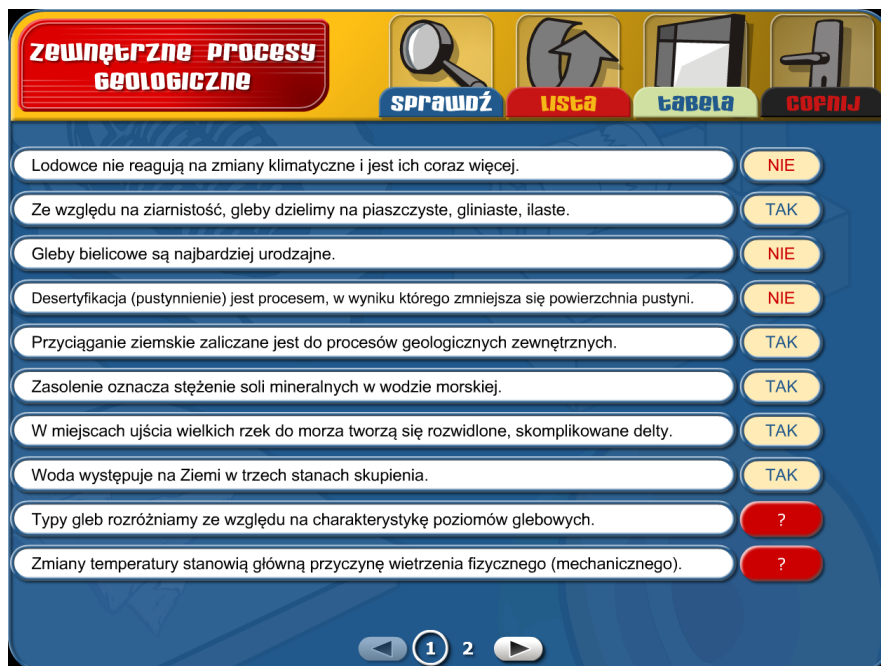 zewnętrzne procesy
geologiczne
sprawdź
lista
tabela
cofnij
Lodowce nie reagują na zmiany klimatyczne i jest ich coraz więcej.
NIE
Ze względu na ziarnistość, gleby dzielimy na piaszczyste, gliniaste, ilaste.
TAK
Gleby bielicowe są najbardziej urodzajne.
NIE
Desertyfikacja (pustynnienie) jest procesem, w wyniku którego zmniejsza się powierzchnia pustyni.
NIE
Przyciąganie ziemskie zaliczane jest do procesów geologicznych zewnętrznych.
TAK
Zasolenie oznacza stężenie soli mineralnych w wodzie morskiej.
TAK
W miejscach ujścia wielkich rzek do morza tworzą się rozwidlone, skomplikowane delty.
TAK
Woda występuje na Ziemi w trzech stanach skupienia.
TAK
Typy gleb rozróżniamy ze względu na charakterystykę poziomów glebowych.
?
Zmiany temperatury stanowią główną przyczynę wietrzenia fizycznego (mechanicznego).
?
1 2